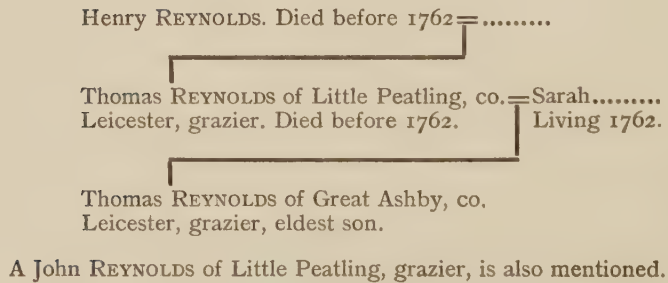 Henry REYNOLDS. Died before 1762 = .........
Thomas REYNOLDS of Little Peatling, co. = Sarah.........
Leicester, grazier. Died before 1762. Living 1762.
Thomas REYNOLDS of Great Ashby, co.
Leicester, grazier, eldest son.
A John REYNOLDS of Little Peatling, grazier, is also mentioned.